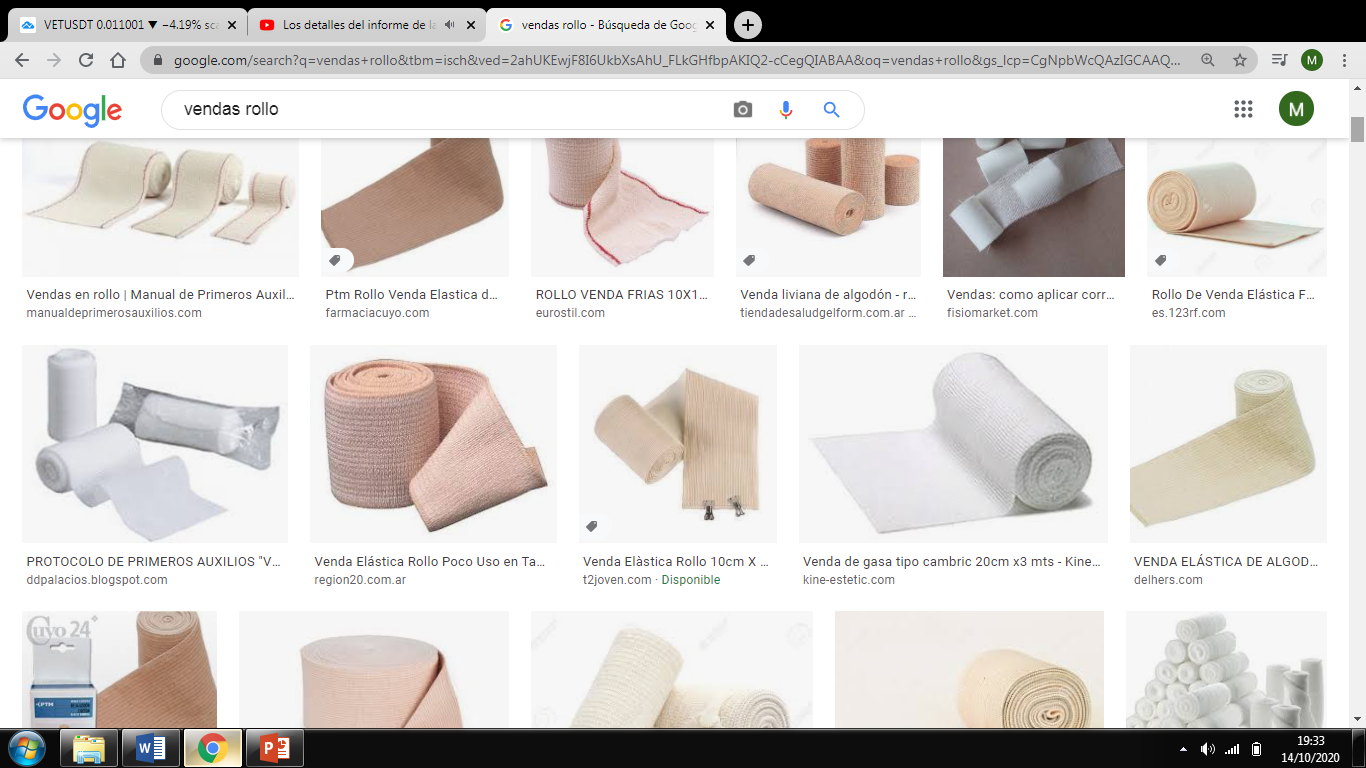 VETUSDT 0.011001 ▼ −4.19% sca
Los detalles del informe de la
vendas rollo - Búsqueda de Goog
google.com/search?q=vendas+rollo&tbm=isch&ved=2ahUKEwjF8I6UkbXsAhU_FLkGHfbpAKIQ2-cCegQIABAA&oq=vendas+rollo&gs_lcp=CgNpbWcQAzIGCAAQ...
M
Google
vendas rollo
M
Vendas en rollo | Manual de Primeros Auxil...
manualdeprimerosauxilios.com
Ptm Rollo Venda Elastica d...
farmaciacuyo.com
ROLLO VENDA FRIAS 10X1...
eurostil.com
Venda liviana de algodón - r...
tiendadesaludgelform.com.ar ...
Vendas: como aplicar corr...
fisiomarket.com
Rollo De Venda Elástica F...
es.123rf.com
PROTOCOLO DE PRIMEROS AUXILIOS "V...
ddpalacios.blogspot.com
Venda Elástica Rollo Poco Uso en Ta...
region20.com.ar
Venda Elàstica Rollo 10cm X ...
t2joven.com · Disponible
Venda de gasa tipo cambric 20cm x3 mts - Kine...
kine-estetic.com
VENDA ELÁSTICA DE ALGOD...
delhers.com
Cuyo 24+
PTM
19:33
14/10/2020